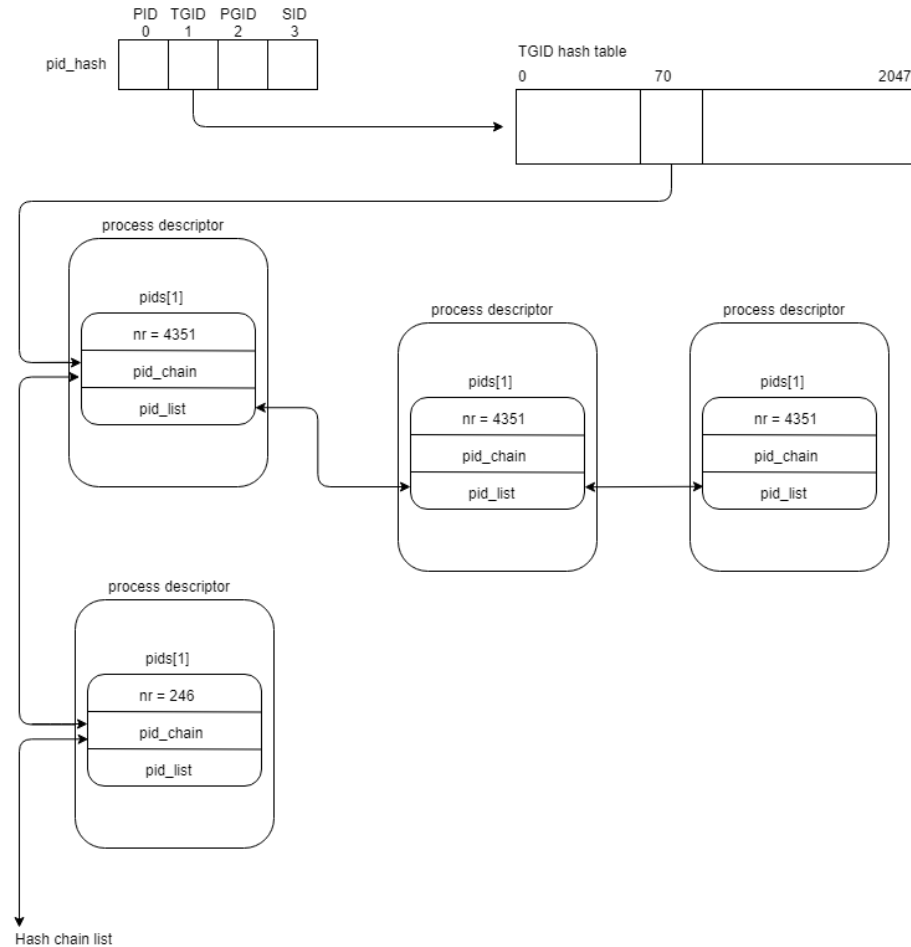 PID TGID PGID SID
0 1 2 3
pid_hash
TGID hash table
0 70 2047
process descriptor
pids[1]
nr = 4351
pid_chain
pid_list
process descriptor
pids[1]
nr = 4351
pid_chain
pid_list
process descriptor
pids[1]
nr = 4351
pid_chain
pid_list
process descriptor
pids[1]
nr = 246
pid_chain
pid_list
Hash chain list